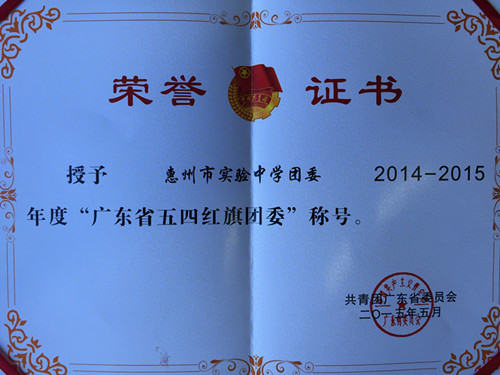 荣誉证书
授予 惠州市实验中学团委 2014-2015
年度“广东省五四红旗团委”称号。
共青团广东省委员会
二〇一五年五月